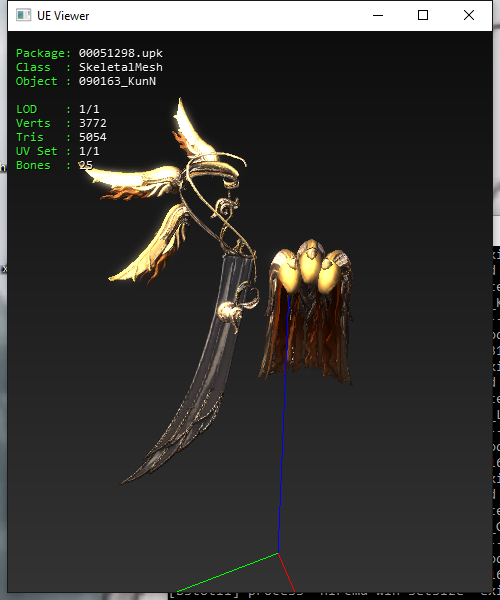 UE Viewer
Package: 00051298.upk
Class : SkeletalMesh
Object : 090163_KunN
LOD : 1/1
Verts : 3772
Tris : 5054
UV Set : 1/1
Bones : 25